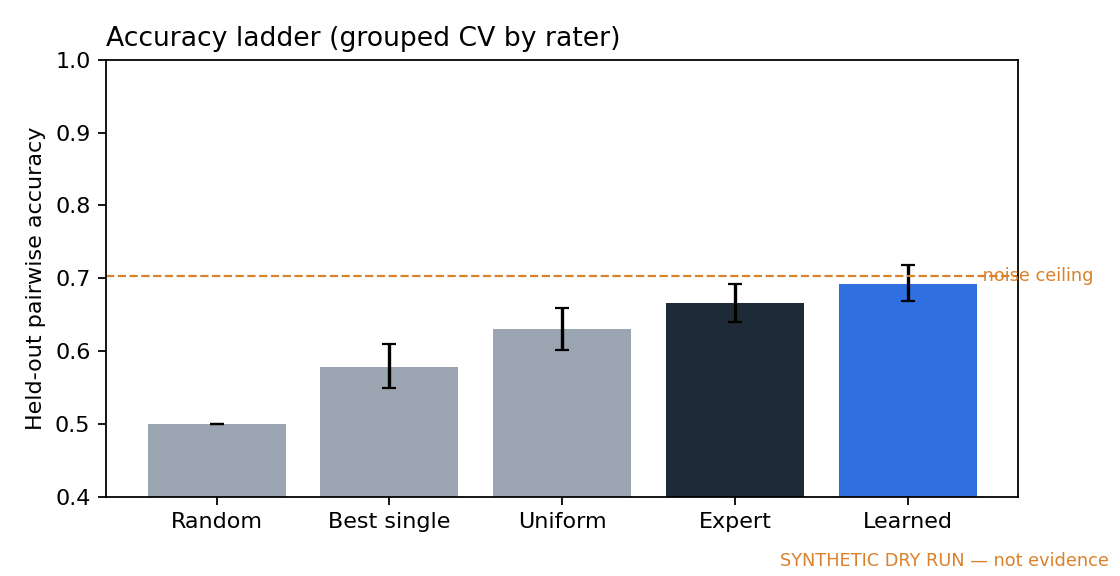 Accuracy ladder (grouped CV by rater)
Held-out pairwise accuracy
1.0
0.9
0.8
0.7
0.6
0.5
0.4
noise ceiling
Random
Best single
Uniform
Expert
Learned
SYNTHETIC DRY RUN — not evidence